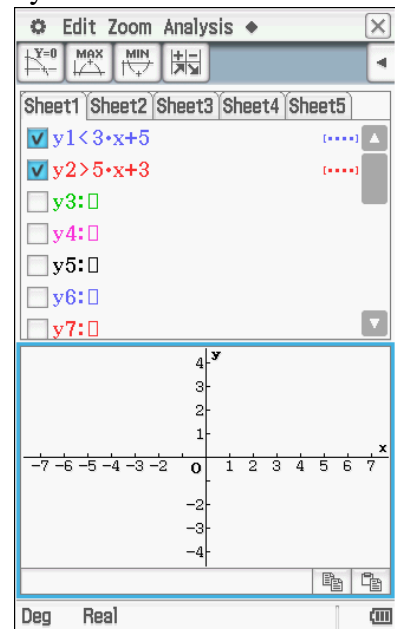 Edit Zoom Analysis ◆
Y=0 MAX MIN
Sheet1 Sheet2 Sheet3 Sheet4 Sheet5
y1<3·x+5
y2>5·x+3
y3:▯
y4:▯
y5:▯
y6:▯
y7:▯
4 y
3
2
1
x
-7 -6 -5 -4 -3 -2 O 1 2 3 4 5 6 7
-2
-3
-4
Deg Real